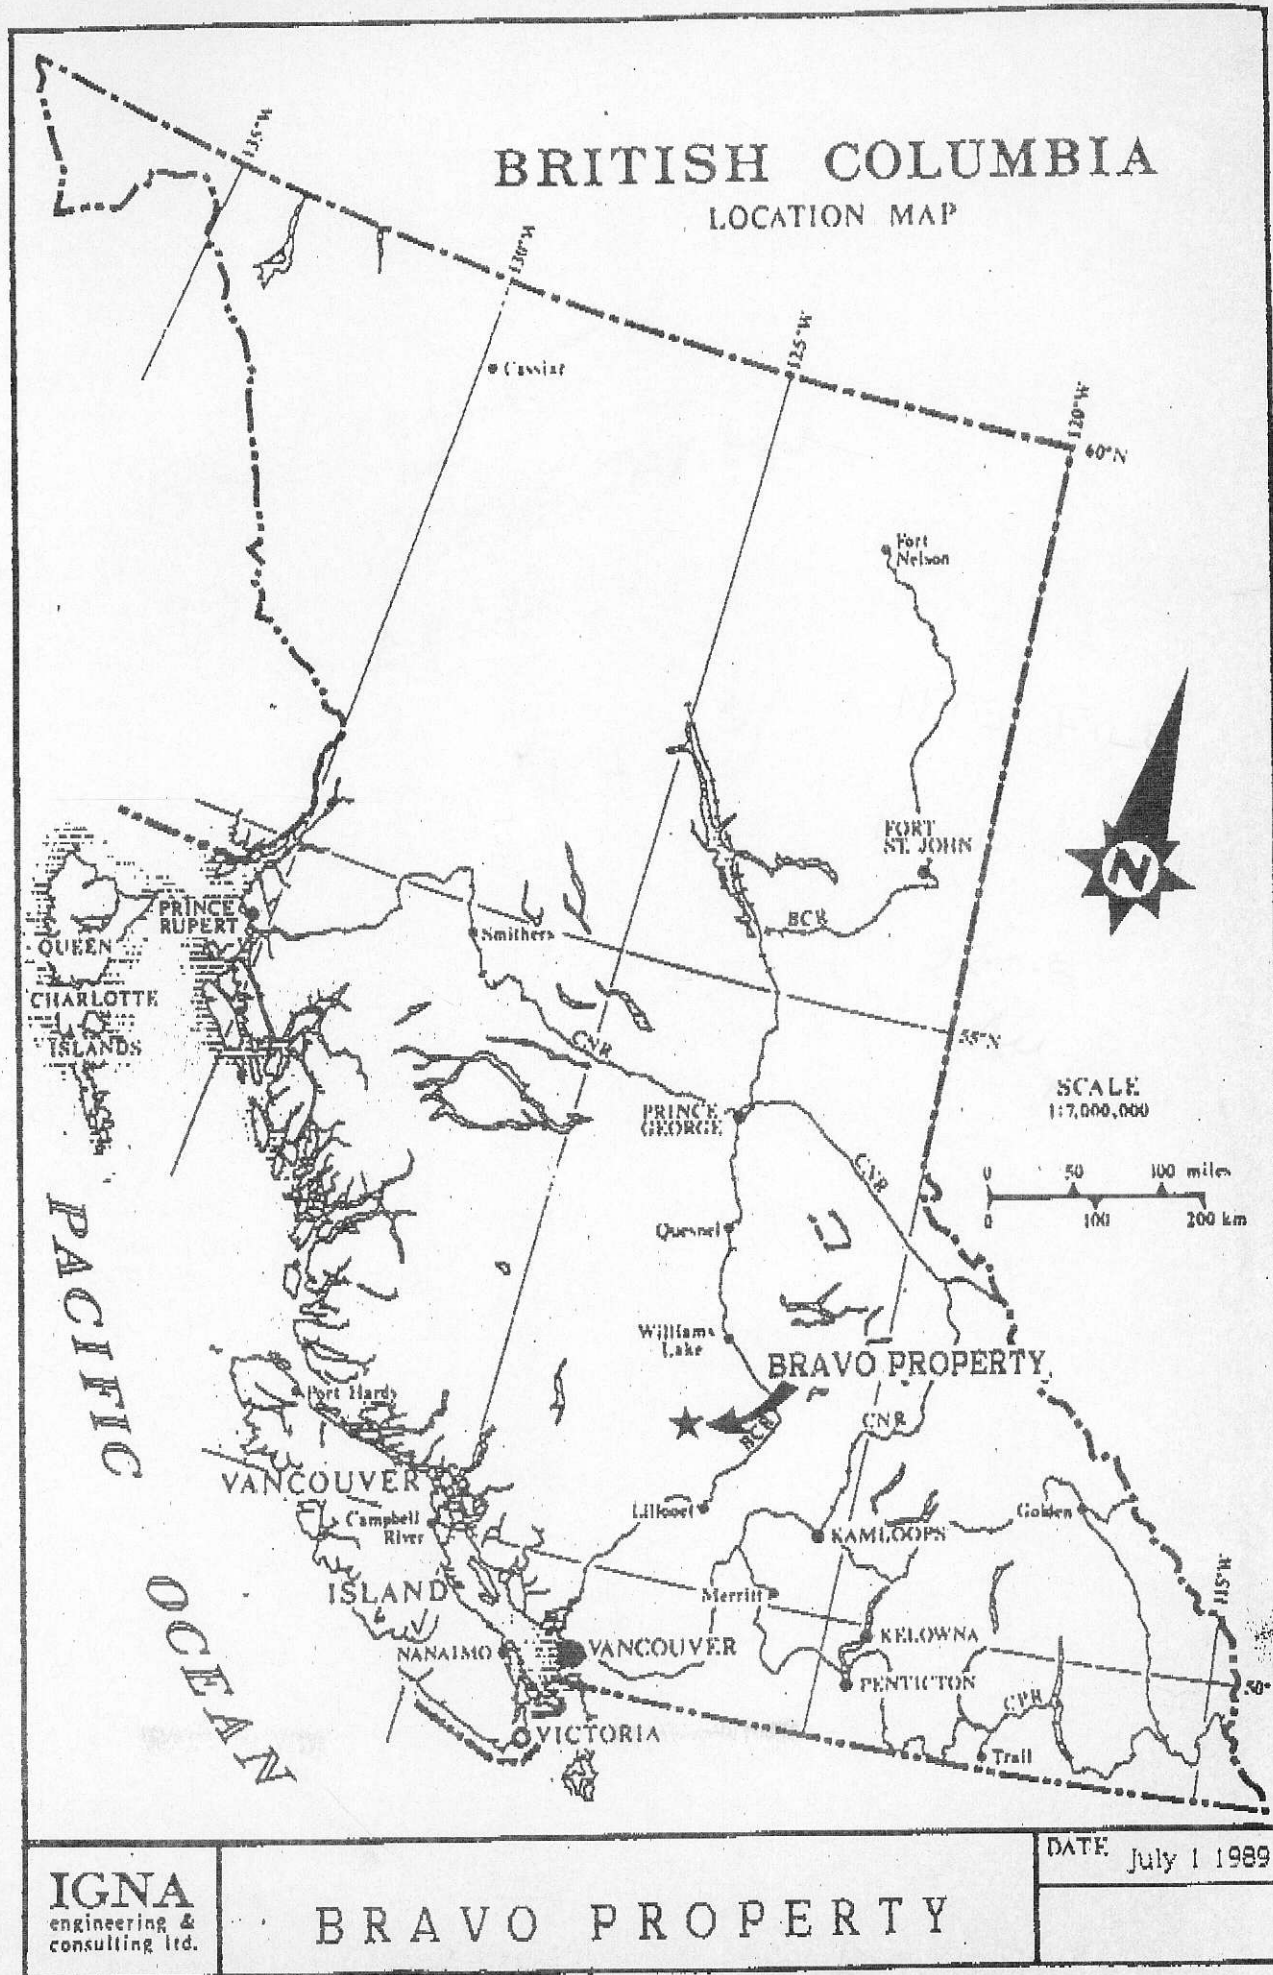 BRITISH COLUMBIA
LOCATION MAP
135°W
130°W
125°W
120°W
60°N
Cassiar
Fort
Nelson
FORT
ST. JOHN
N
BCR
PRINCE
RUPERT
QUEEN
CHARLOTTE
ISLANDS
Smithers
CNR
55°N
SCALE
1:7,000,000
0 50 100 miles
0 100 200 km
PRINCE
GEORGE
CNR
Quesnel
Williams
Lake
BRAVO PROPERTY
PACIFIC
OCEAN
Port Hardy
CNR
BCR
VANCOUVER
ISLAND
Campbell
River
Lillooet
KAMLOOPS
Golden
115°W
Merritt
KELOWNA
NANAIMO
VANCOUVER
PENTICTON
50°
CPR
VICTORIA
Trail
IGNA
engineering &
consulting ltd.
BRAVO PROPERTY
DATE
July 1 1989